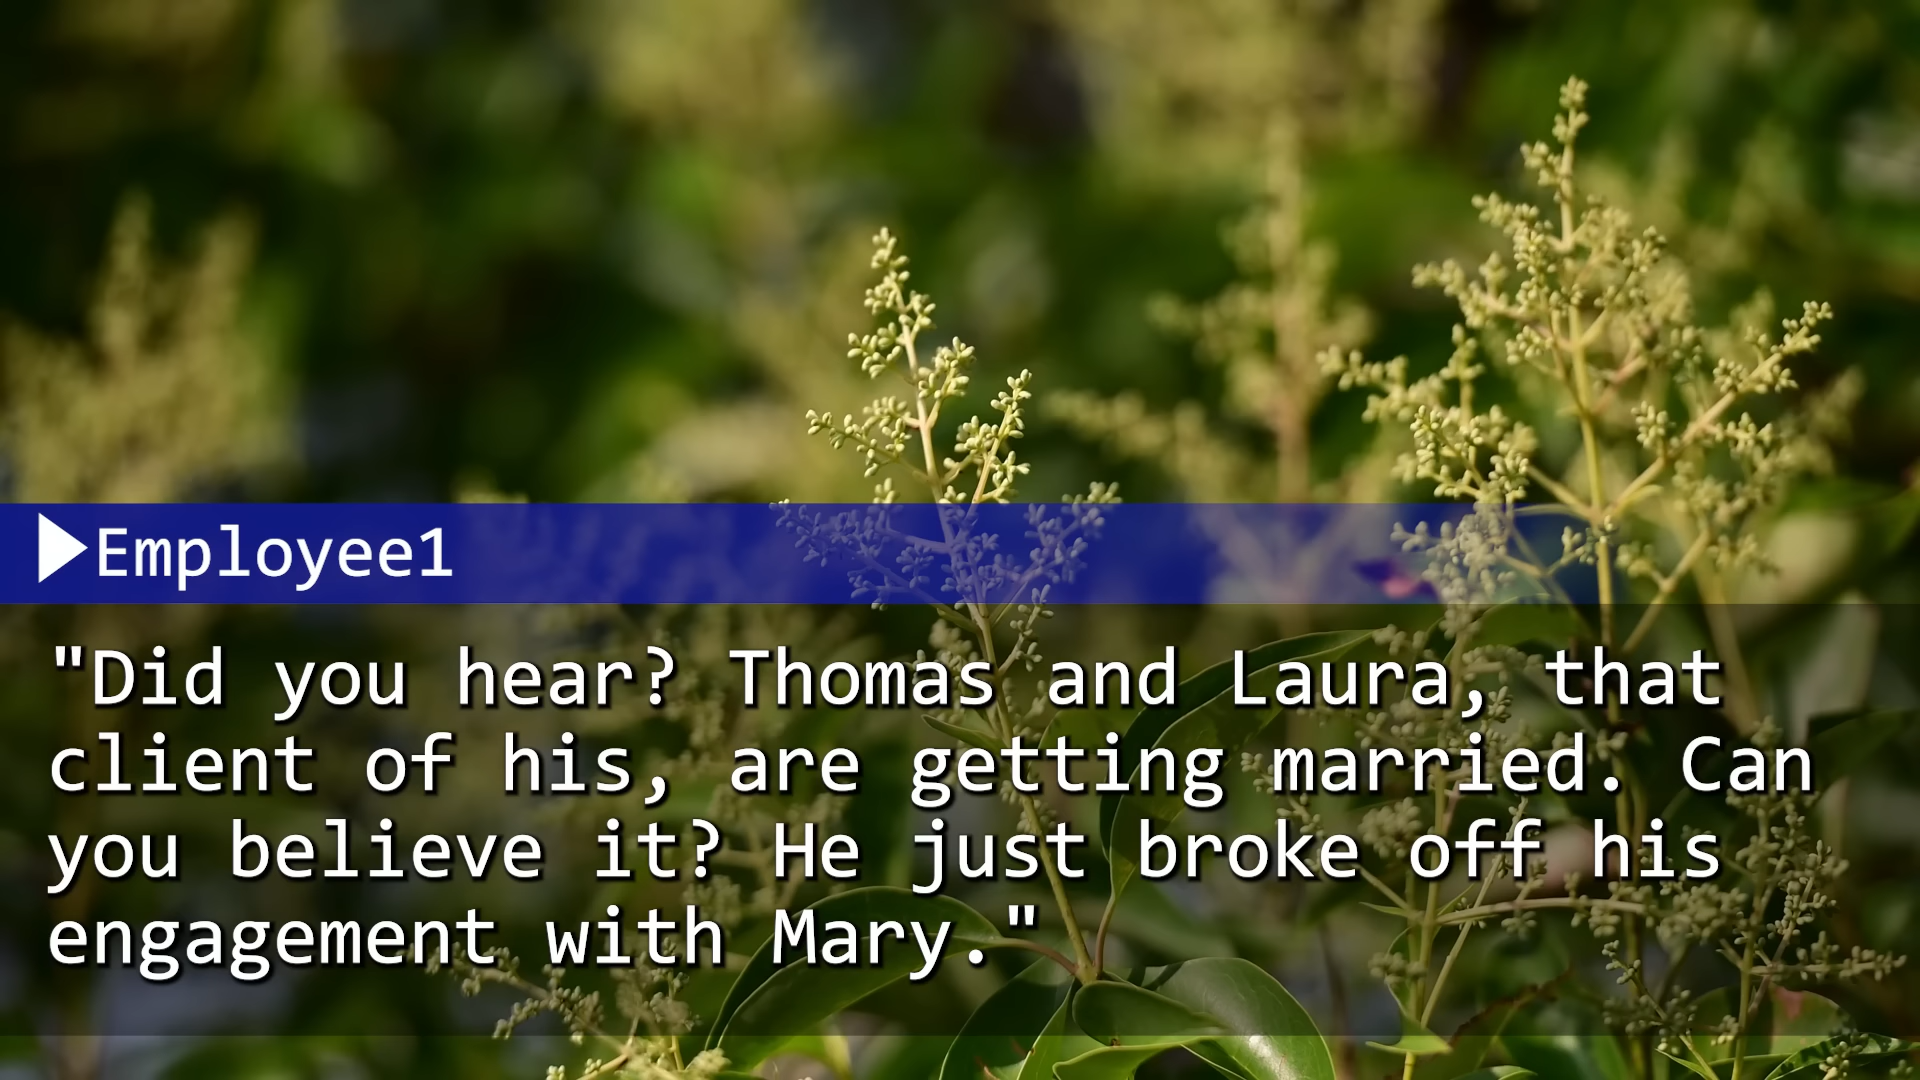 Employee1
"Did you hear? Thomas and Laura, that
client of his, are getting married. Can
you believe it? He just broke off his
engagement with Mary."